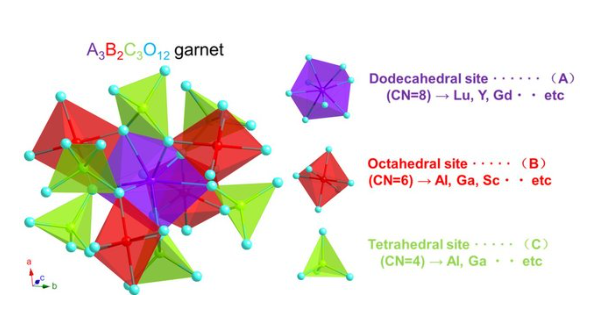 A₃B₂C₃O₁₂ garnet
Dodecahedral site · · · · · · （A）
(CN=8) → Lu, Y, Gd · · etc
Octahedral site · · · · · （B）
(CN=6) → Al, Ga, Sc · · etc
Tetrahedral site · · · · · （C）
(CN=4) → Al, Ga · · etc
a
c
b